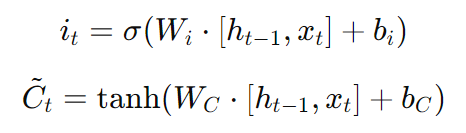 i_t = σ(W_i · [h_{t−1}, x_t] + b_i)
C̃_t = tanh(W_C · [h_{t−1}, x_t] + b_C)